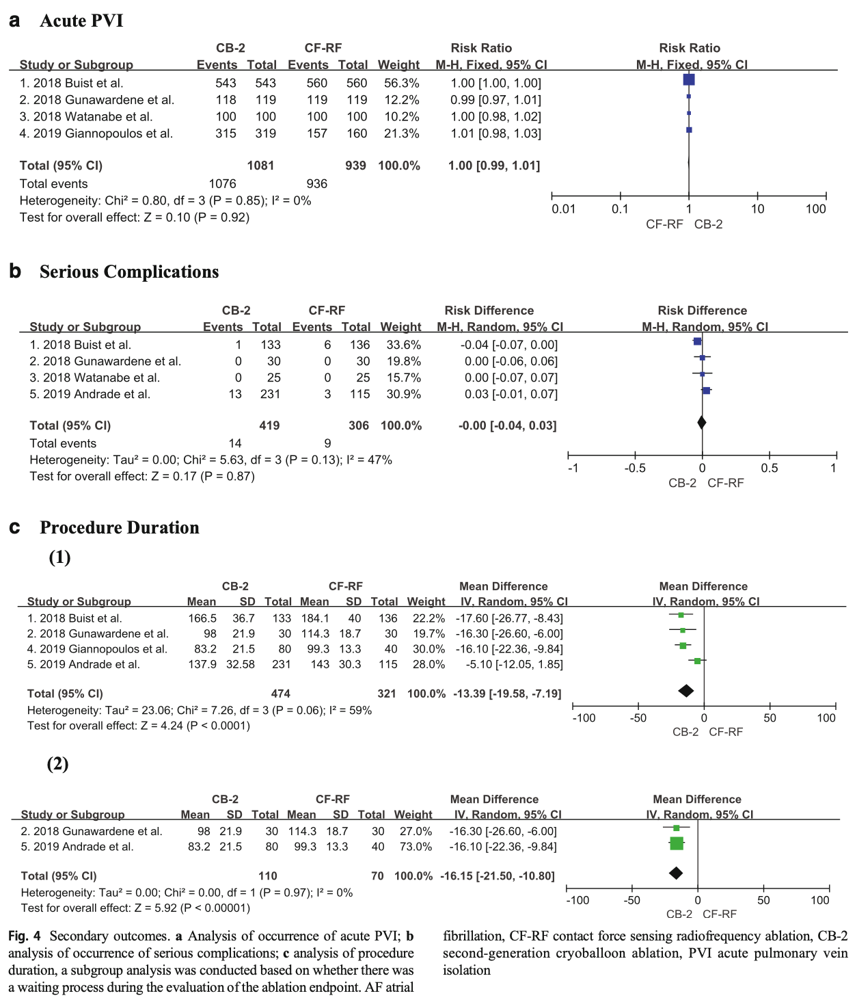 a Acute PVI
CB-2 CF-RF Risk Ratio Risk Ratio
Study or Subgroup Events Total Events Total Weight M-H, Fixed, 95% CI M-H, Fixed, 95% CI
1. 2018 Buist et al. 543 543 560 560 56.3% 1.00 [1.00, 1.00]
2. 2018 Gunawardene et al. 118 119 119 119 12.2% 0.99 [0.97, 1.01]
3. 2018 Watanabe et al. 100 100 100 100 10.2% 1.00 [0.98, 1.02]
4. 2019 Giannopoulos et al. 315 319 157 160 21.3% 1.01 [0.98, 1.03]
Total (95% CI) 1081 939 100.0% 1.00 [0.99, 1.01]
Total events 1076 936
Heterogeneity: Chi² = 0.80, df = 3 (P = 0.85); I² = 0%
Test for overall effect: Z = 0.10 (P = 0.92)
0.01 0.1 1 10 100
CF-RF CB-2
b Serious Complications
CB-2 CF-RF Risk Difference Risk Difference
Study or Subgroup Events Total Events Total Weight M-H, Random, 95% CI M-H, Random, 95% CI
1. 2018 Buist et al. 1 133 6 136 33.6% -0.04 [-0.07, 0.00]
2. 2018 Gunawardene et al. 0 30 0 30 19.8% 0.00 [-0.06, 0.06]
3. 2018 Watanabe et al. 0 25 0 25 15.7% 0.00 [-0.07, 0.07]
5. 2019 Andrade et al. 13 231 3 115 30.9% 0.03 [-0.01, 0.07]
Total (95% CI) 419 306 100.0% -0.00 [-0.04, 0.03]
Total events 14 9
Heterogeneity: Tau² = 0.00; Chi² = 5.63, df = 3 (P = 0.13); I² = 47%
Test for overall effect: Z = 0.17 (P = 0.87)
-1 -0.5 0 0.5 1
CB-2 CF-RF
c Procedure Duration
(1)
CB-2 CF-RF Mean Difference Mean Difference
Study or Subgroup Mean SD Total Mean SD Total Weight IV, Random, 95% CI IV, Random, 95% CI
1. 2018 Buist et al. 166.5 36.7 133 184.1 40 136 22.2% -17.60 [-26.77, -8.43]
2. 2018 Gunawardene et al. 98 21.9 30 114.3 18.7 30 19.7% -16.30 [-26.60, -6.00]
4. 2019 Giannopoulos et al. 83.2 21.5 80 99.3 13.3 40 30.0% -16.10 [-22.36, -9.84]
5. 2019 Andrade et al. 137.9 32.58 231 143 30.3 115 28.0% -5.10 [-12.05, 1.85]
Total (95% CI) 474 321 100.0% -13.39 [-19.58, -7.19]
Heterogeneity: Tau² = 23.06; Chi² = 7.26, df = 3 (P = 0.06); I² = 59%
Test for overall effect: Z = 4.24 (P < 0.0001)
-100 -50 0 50 100
CB-2 CF-RF
(2)
CB-2 CF-RF Mean Difference Mean Difference
Study or Subgroup Mean SD Total Mean SD Total Weight IV, Random, 95% CI IV, Random, 95% CI
2. 2018 Gunawardene et al. 98 21.9 30 114.3 18.7 30 27.0% -16.30 [-26.60, -6.00]
5. 2019 Andrade et al. 83.2 21.5 80 99.3 13.3 40 73.0% -16.10 [-22.36, -9.84]
Total (95% CI) 110 70 100.0% -16.15 [-21.50, -10.80]
Heterogeneity: Tau² = 0.00; Chi² = 0.00, df = 1 (P = 0.97); I² = 0%
Test for overall effect: Z = 5.92 (P < 0.00001)
-100 -50 0 50 100
CB-2 CF-RF
Fig. 4 Secondary outcomes. a Analysis of occurrence of acute PVI; b
analysis of occurrence of serious complications; c analysis of procedure
duration, a subgroup analysis was conducted based on whether there was
a waiting process during the evaluation of the ablation endpoint. AF atrial
fibrillation, CF-RF contact force sensing radiofrequency ablation, CB-2
second-generation cryoballoon ablation, PVI acute pulmonary vein
isolation